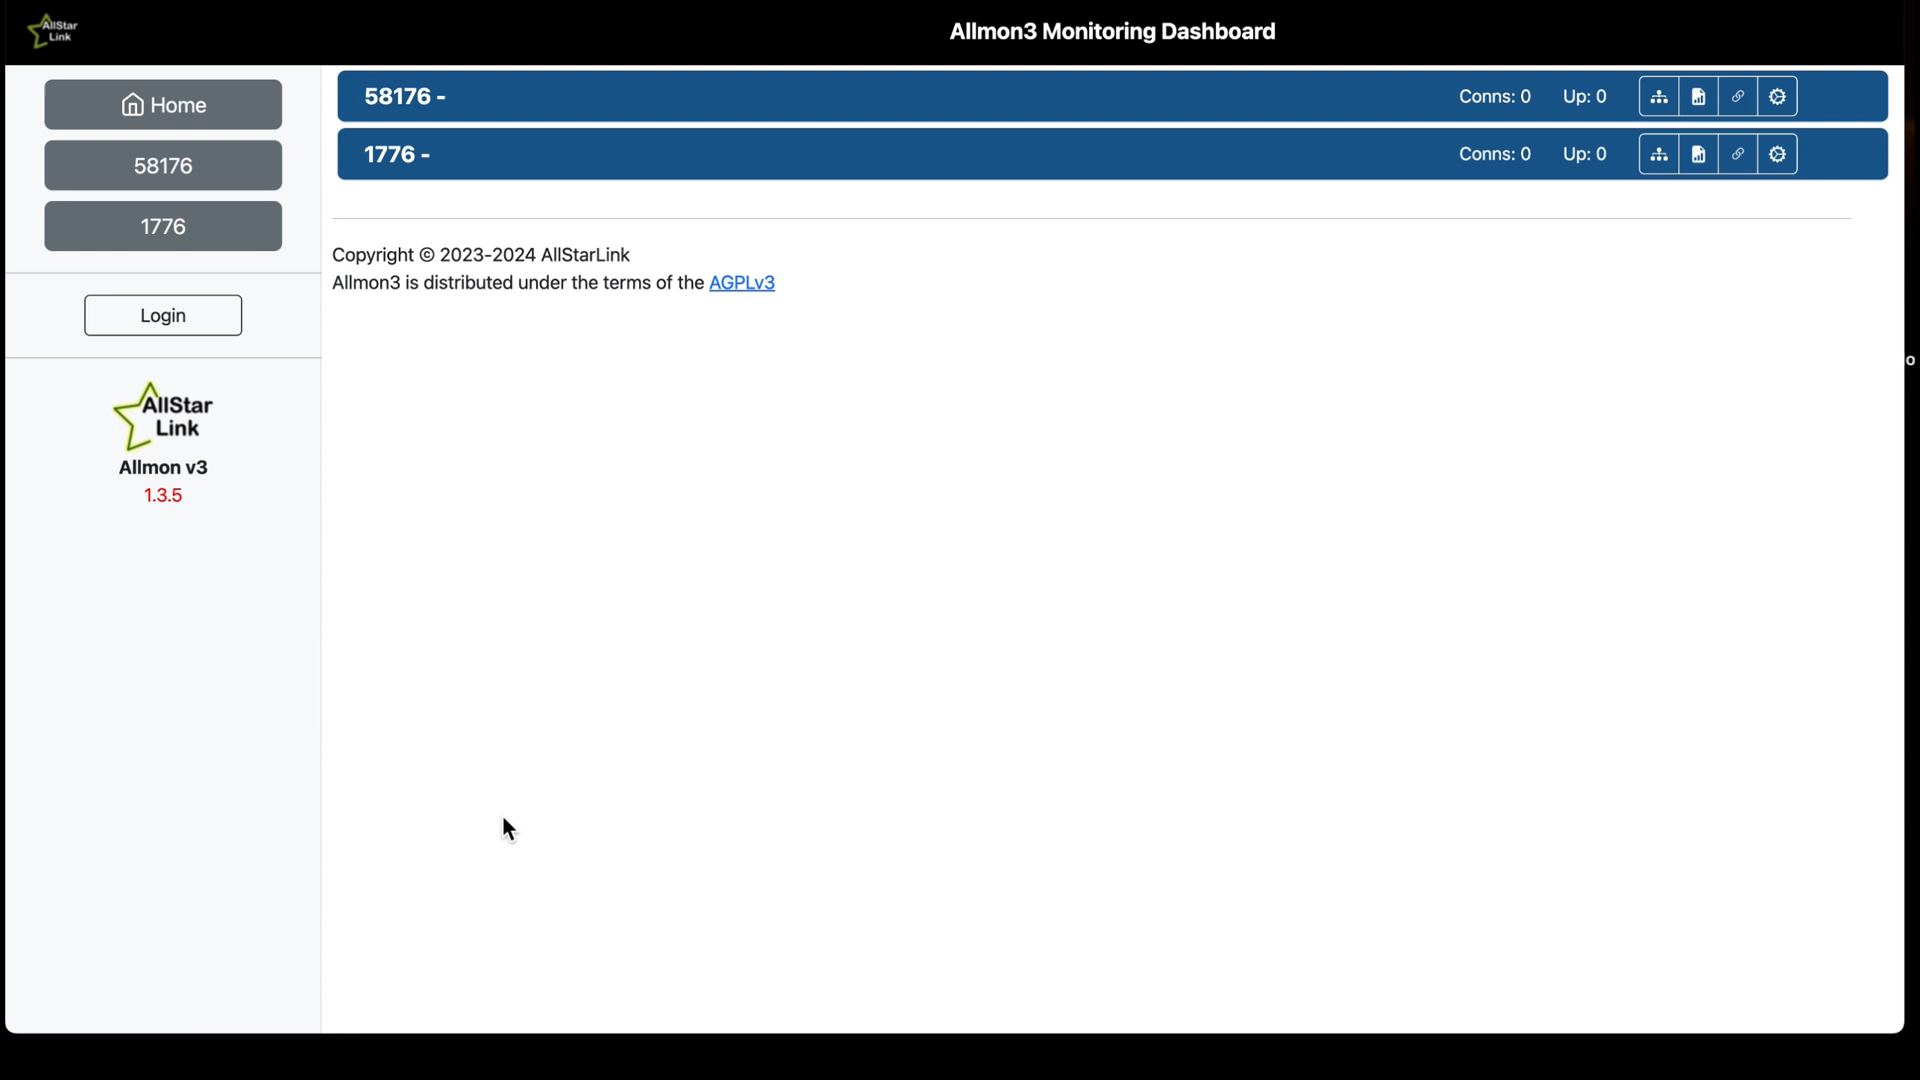 AllStar
Link
Allmon3 Monitoring Dashboard
Home
58176
1776
Login
AllStar
Link
Allmon v3
1.3.5
58176 -
Conns: 0
Up: 0
1776 -
Conns: 0
Up: 0
Copyright © 2023-2024 AllStarLink
Allmon3 is distributed under the terms of the AGPLv3
o